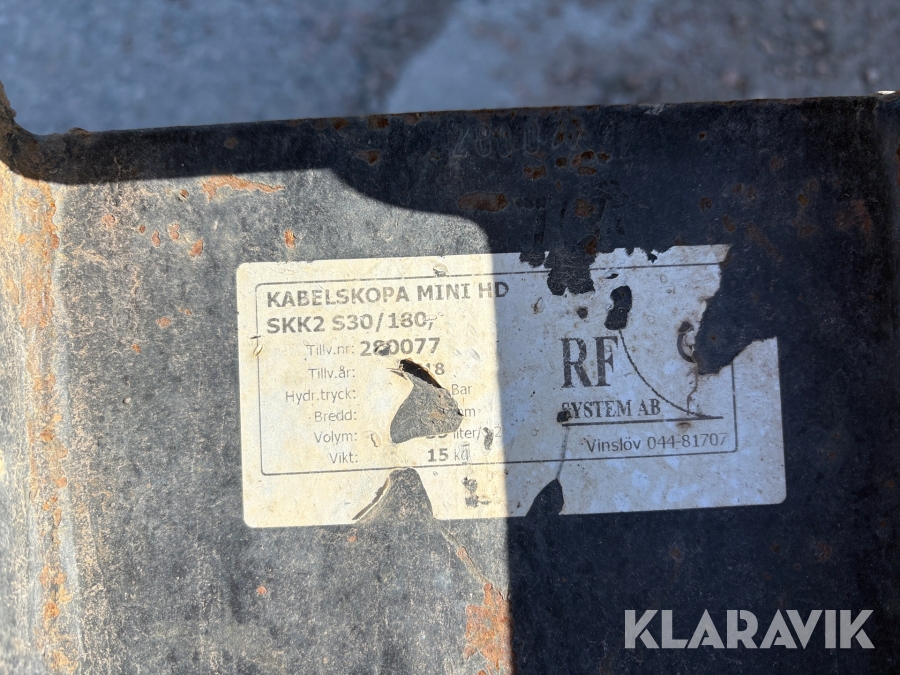 KABELSKOPA MINI HD
SKK2 S30/180,-
Tillv.nr: 280077
Tillv.år: 18
Hydr.tryck: Bar
Bredd:
Volym: liter/
Vikt: 15 kg
RF
SYSTEM AB
Vinslöv 044-81707
KLARAVIK